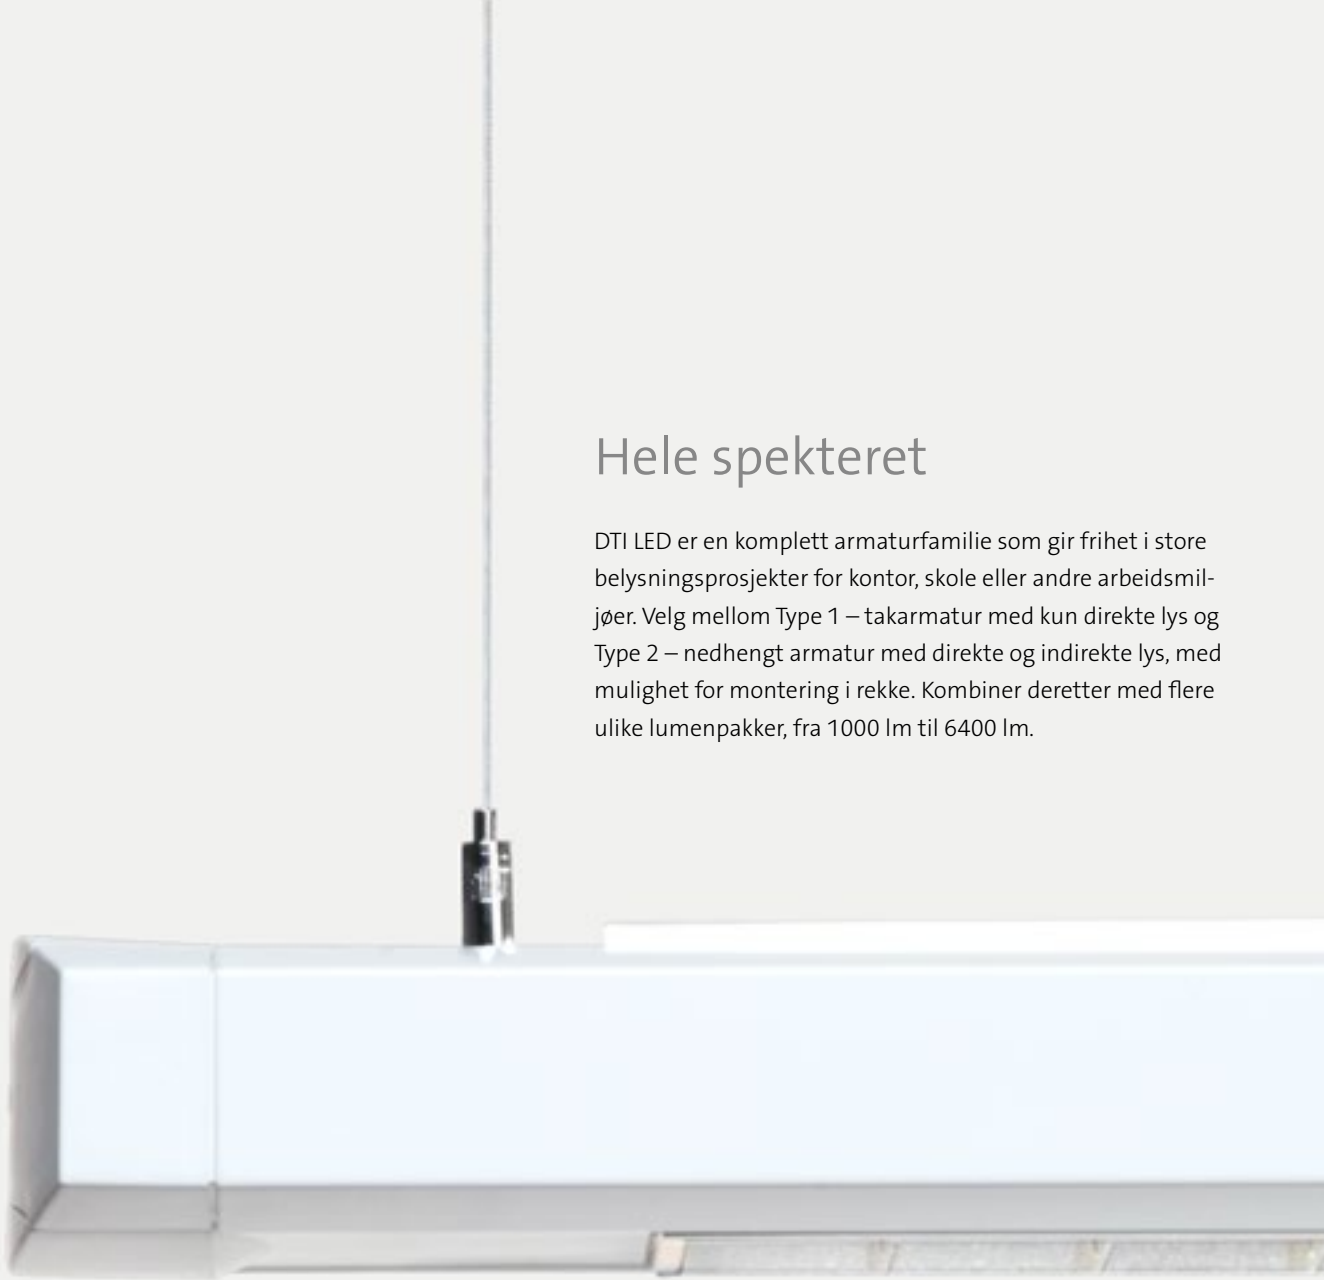 Hele spekteret
DTI LED er en komplett armaturfamilie som gir frihet i store
belysningsprosjekter for kontor, skole eller andre arbeidsmil-
jøer. Velg mellom Type 1 – takarmatur med kun direkte lys og
Type 2 – nedhengt armatur med direkte og indirekte lys, med
mulighet for montering i rekke. Kombiner deretter med flere
ulike lumenpakker, fra 1000 lm til 6400 lm.